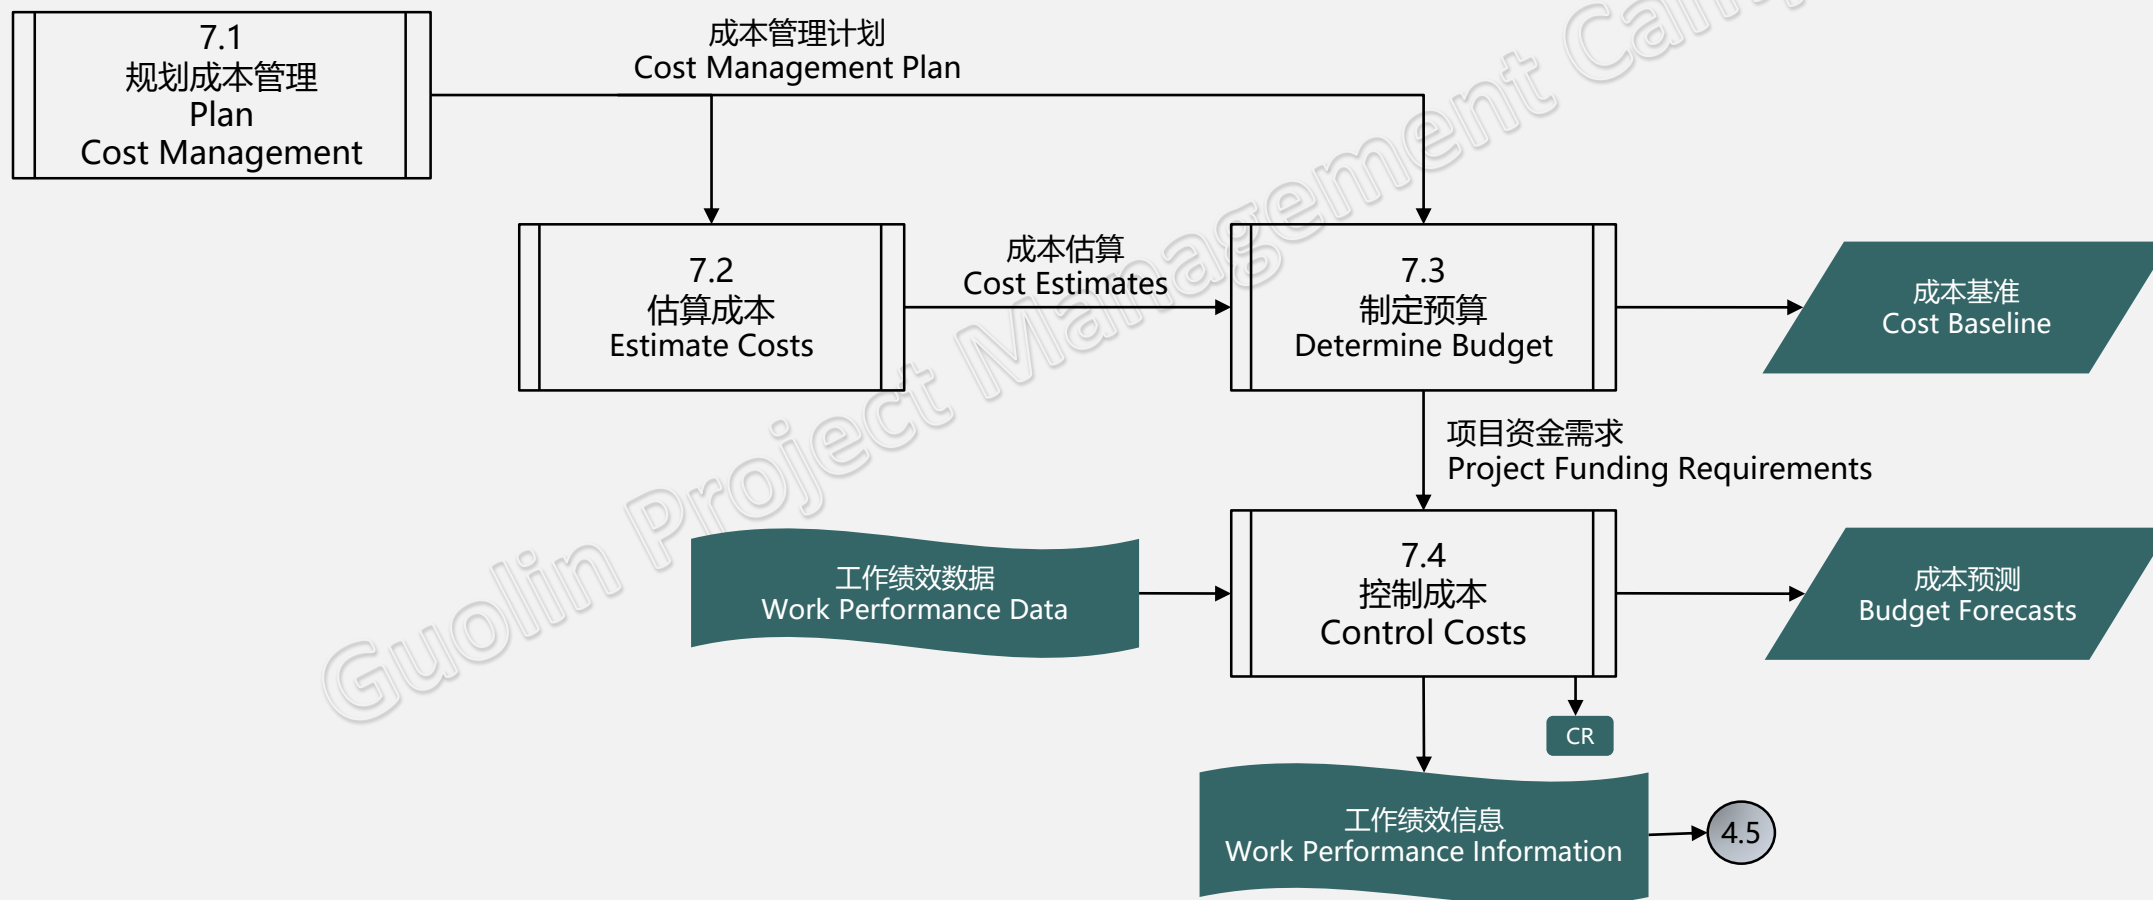 7.1
规划成本管理
Plan
Cost Management
成本管理计划
Cost Management Plan
7.2
估算成本
Estimate Costs
成本估算
Cost Estimates
7.3
制定预算
Determine Budget
成本基准
Cost Baseline
项目资金需求
Project Funding Requirements
工作绩效数据
Work Performance Data
7.4
控制成本
Control Costs
成本预测
Budget Forecasts
CR
工作绩效信息
Work Performance Information
4.5
Guolin Project Management